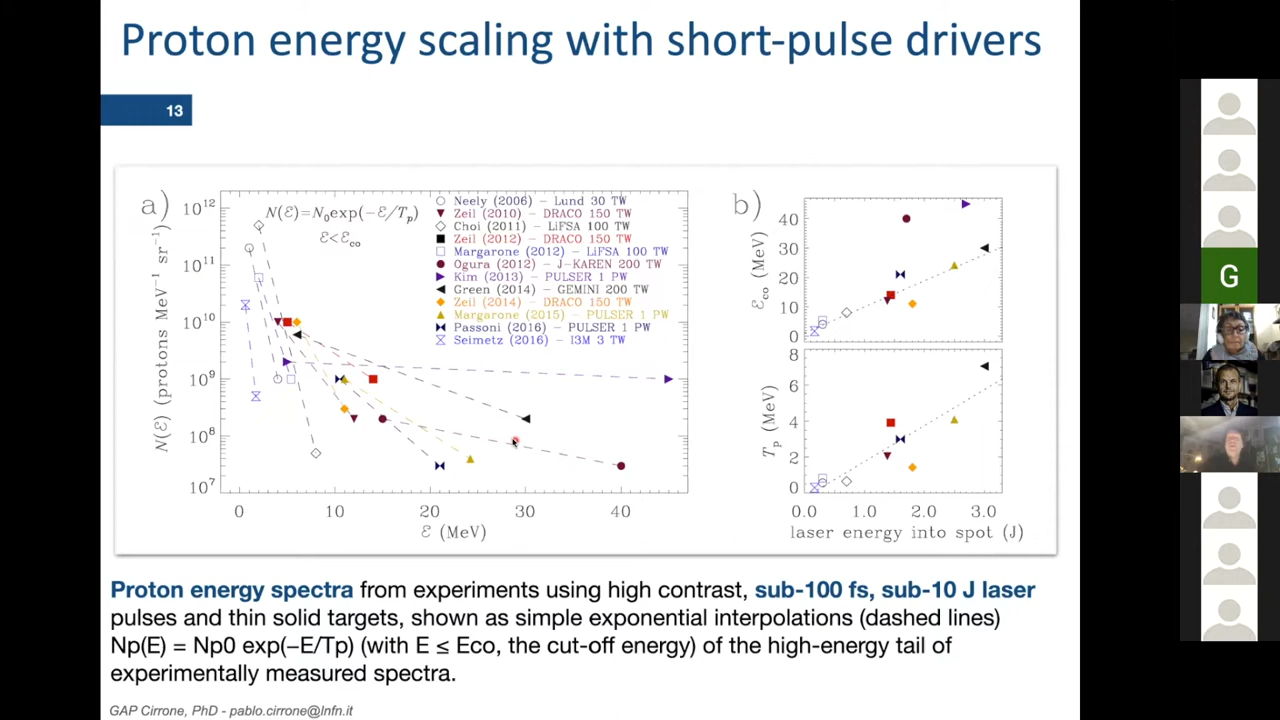 Proton energy scaling with short-pulse drivers
13
a)
N(ℰ)=N₀exp(−ℰ/Tₚ)
ℰ<ℰco
Neely (2006) – Lund 30 TW
Zeil (2010) – DRACO 150 TW
Choi (2011) – LiFSA 100 TW
Zeil (2012) – DRACO 150 TW
Margarone (2012) – LiFSA 100 TW
Ogura (2012) – J-KAREN 200 TW
Kim (2013) – PULSER 1 PW
Green (2014) – GEMINI 200 TW
Zeil (2014) – DRACO 150 TW
Margarone (2015) – PULSER 1 PW
Passoni (2016) – PULSER 1 PW
Seimetz (2016) – I3M 3 TW
N(ℰ) (protons MeV⁻¹ sr⁻¹)
10¹²
10¹¹
10¹⁰
10⁹
10⁸
10⁷
0 10 20 30 40
ℰ (MeV)
b)
ℰco (MeV)
40
30
20
10
0
Tₚ (MeV)
8
6
4
2
0
0.0 1.0 2.0 3.0
laser energy into spot (J)
Proton energy spectra from experiments using high contrast, sub-100 fs, sub-10 J laser
pulses and thin solid targets, shown as simple exponential interpolations (dashed lines)
Np(E) = Np0 exp(−E/Tp) (with E ≤ Eco, the cut-off energy) of the high-energy tail of
experimentally measured spectra.
GAP Cirrone, PhD - pablo.cirrone@lnfn.it
G